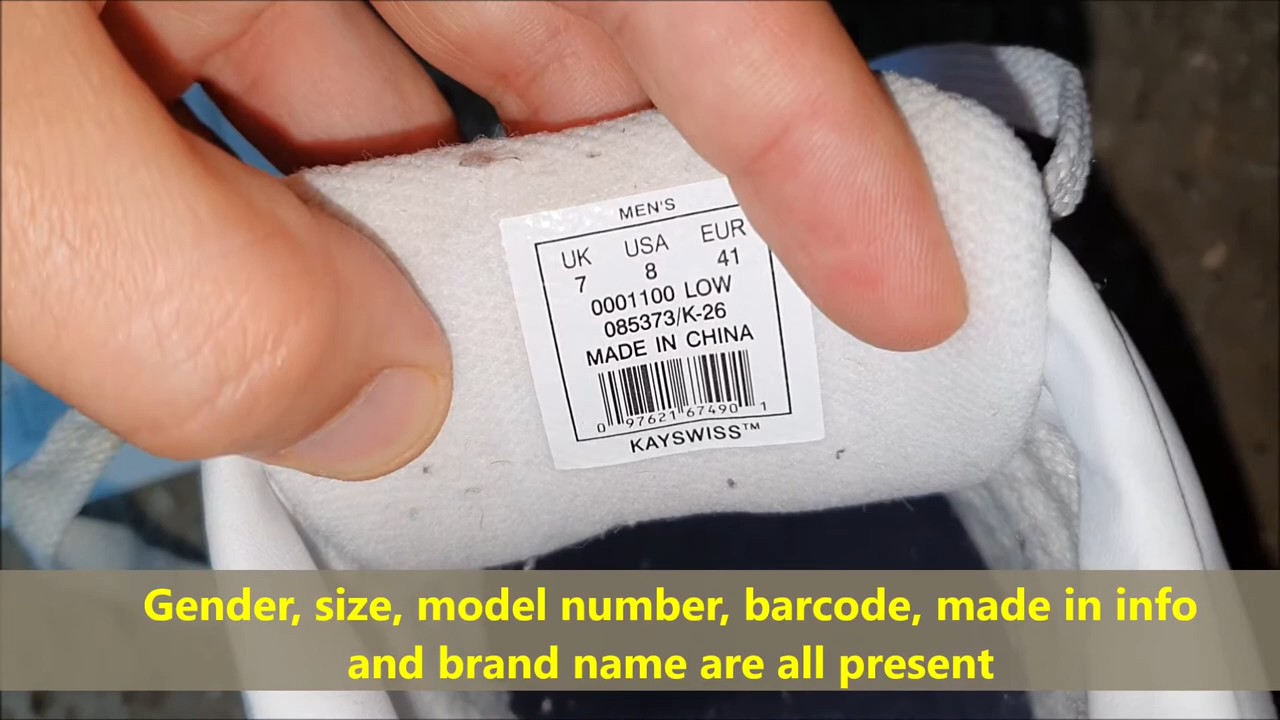 MEN'S
UK USA EUR
7 8 41
0001100 LOW
085373/K-26
MADE IN CHINA
0 97621 67490 1
KAYSWISS™
Gender, size, model number, barcode, made in info
and brand name are all present